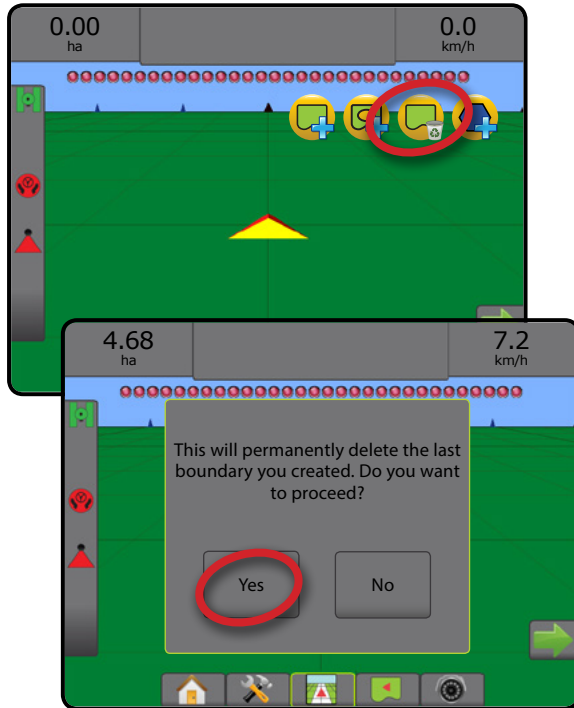 0.00
ha
0.0
km/h
4.68
ha
7.2
km/h
This will permanently delete the last
boundary you created. Do you want
to proceed?
Yes
No